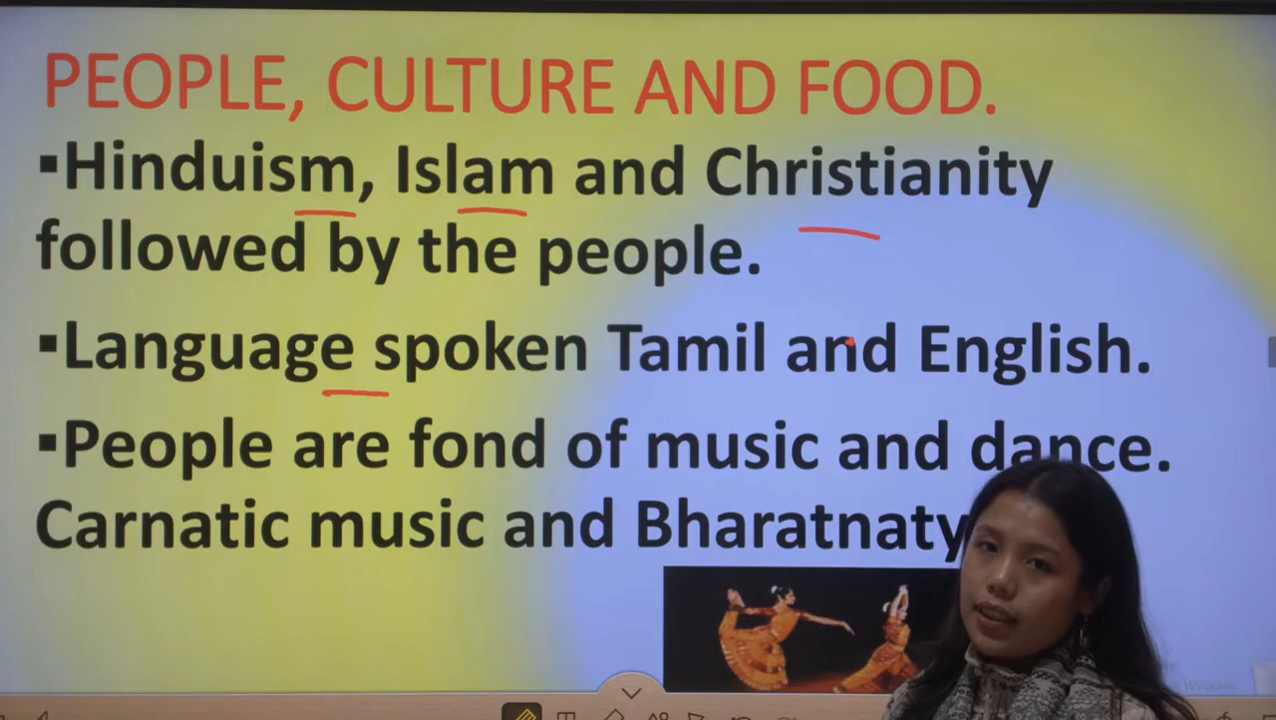 PEOPLE, CULTURE AND FOOD.
▪Hinduism, Islam and Christianity
followed by the people.
▪Language spoken Tamil and English.
▪People are fond of music and dance.
Carnatic music and Bharatnaty